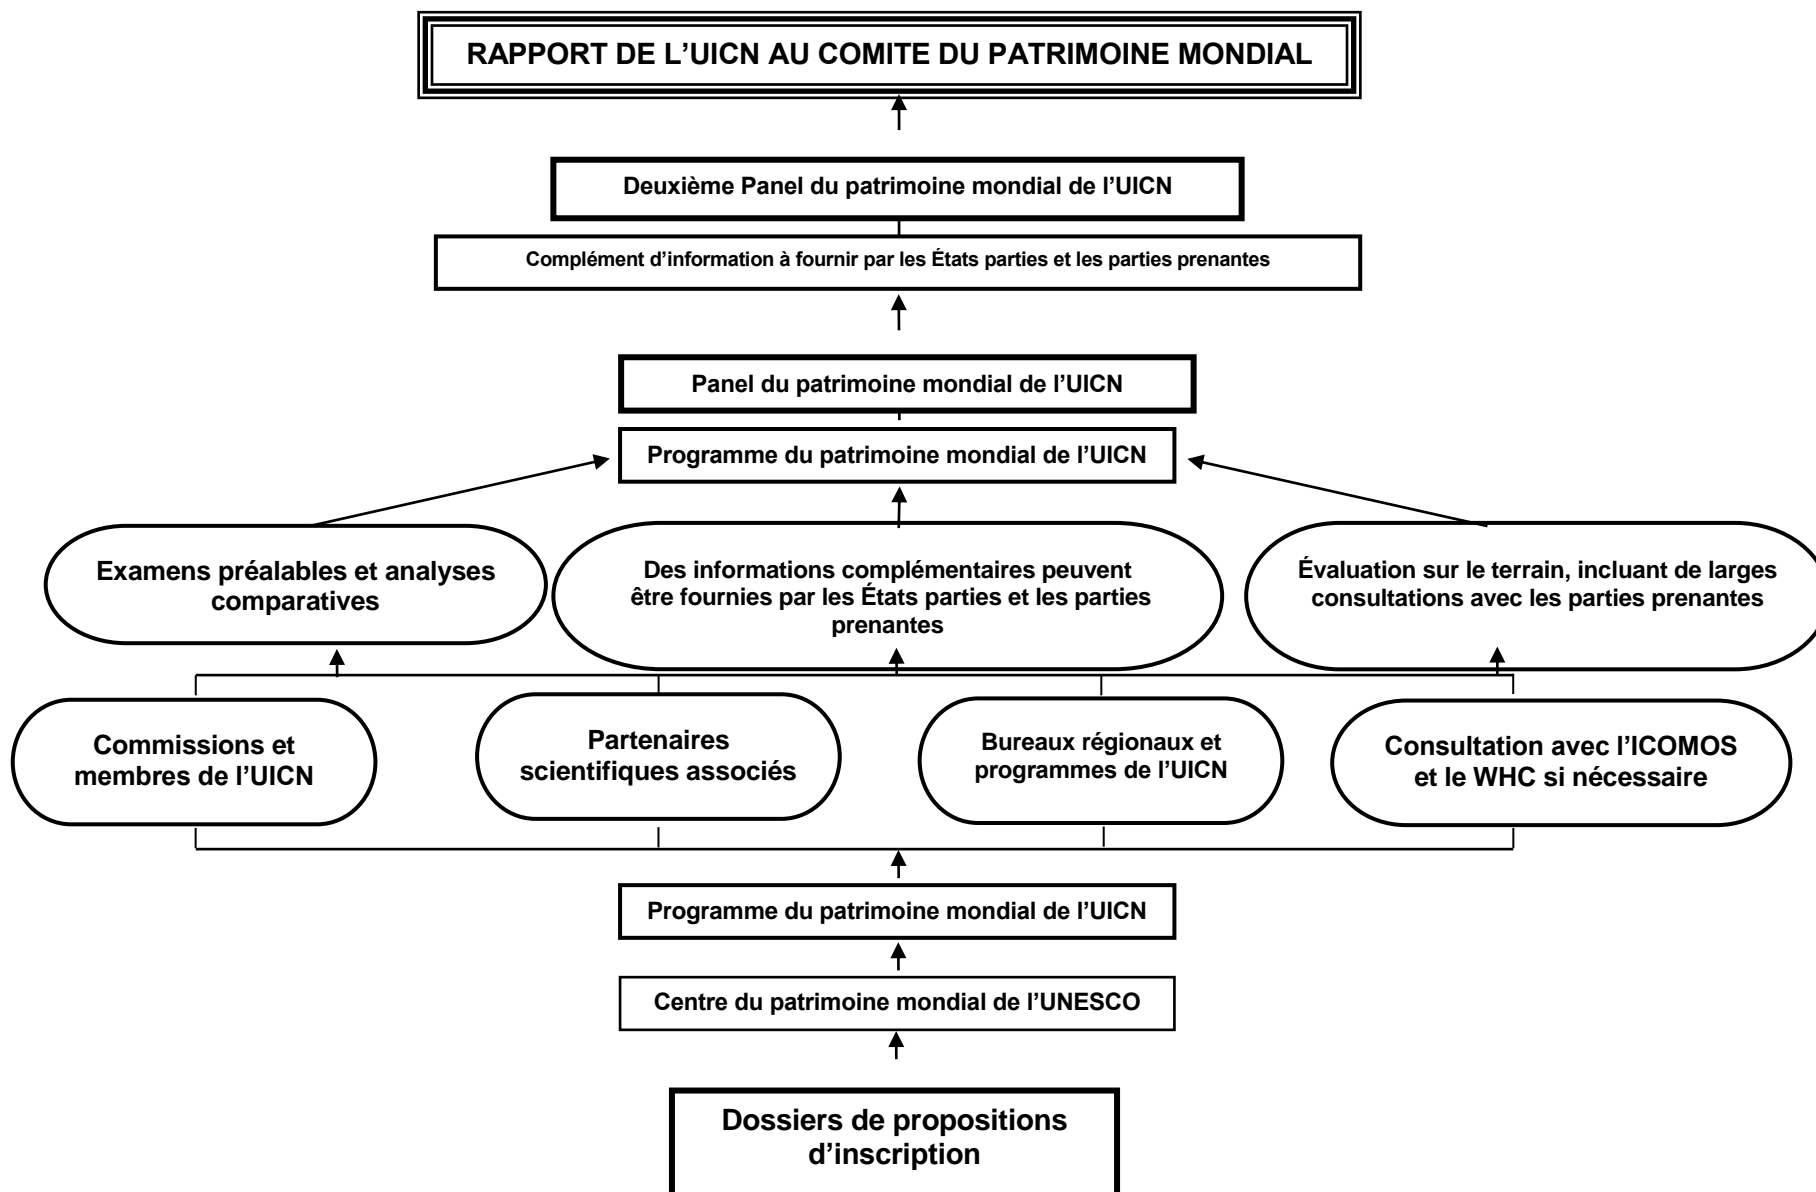 RAPPORT DE L’UICN AU COMITE DU PATRIMOINE MONDIAL
Deuxième Panel du patrimoine mondial de l’UICN
Complément d’information à fournir par les États parties et les parties prenantes
Panel du patrimoine mondial de l’UICN
Programme du patrimoine mondial de l’UICN
Examens préalables et analyses
comparatives
Des informations complémentaires peuvent
être fournies par les États parties et les parties
prenantes
Évaluation sur le terrain, incluant de larges
consultations avec les parties prenantes
Commissions et
membres de l’UICN
Partenaires
scientifiques associés
Bureaux régionaux et
programmes de l’UICN
Consultation avec l’ICOMOS
et le WHC si nécessaire
Programme du patrimoine mondial de l’UICN
Centre du patrimoine mondial de l’UNESCO
Dossiers de propositions
d’inscription